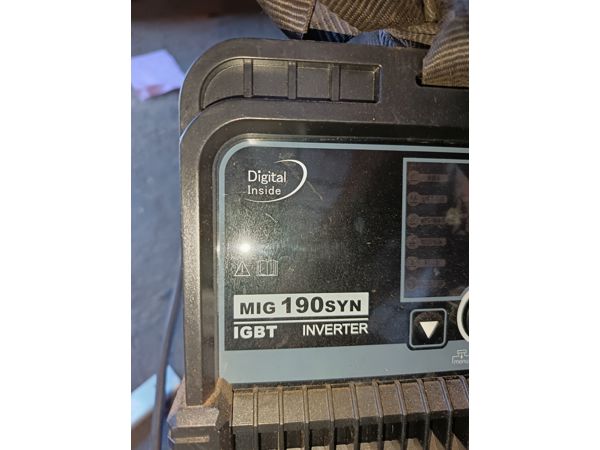 Digital
Inside
MIG 190SYN
IGBT INVERTER